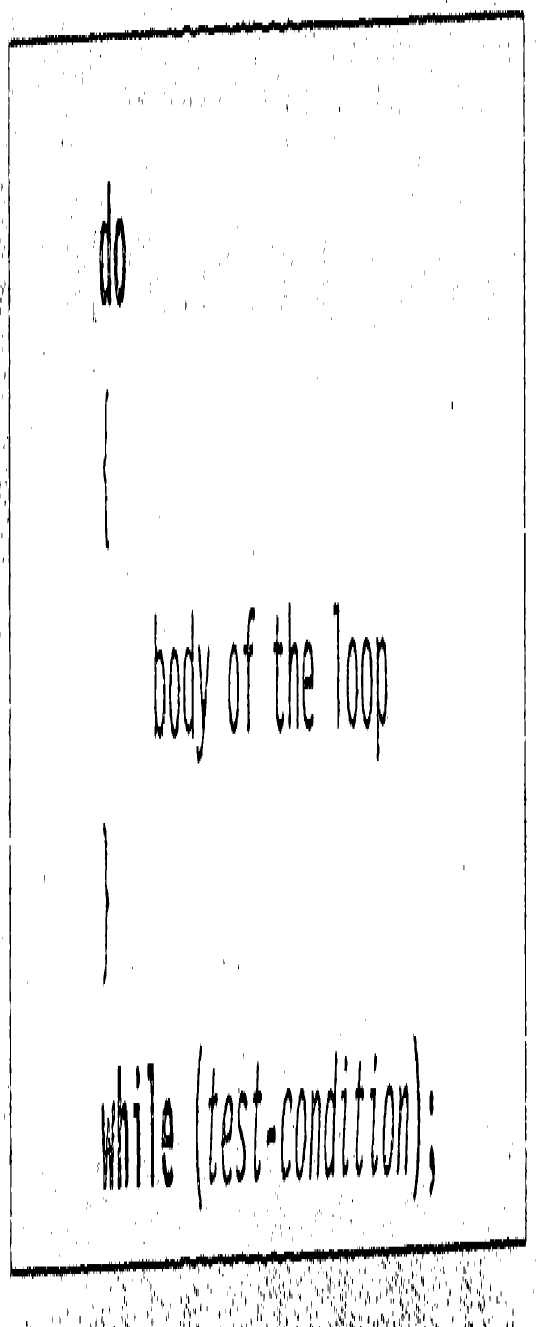 do
{
body of the loop
}
while (test-condition);